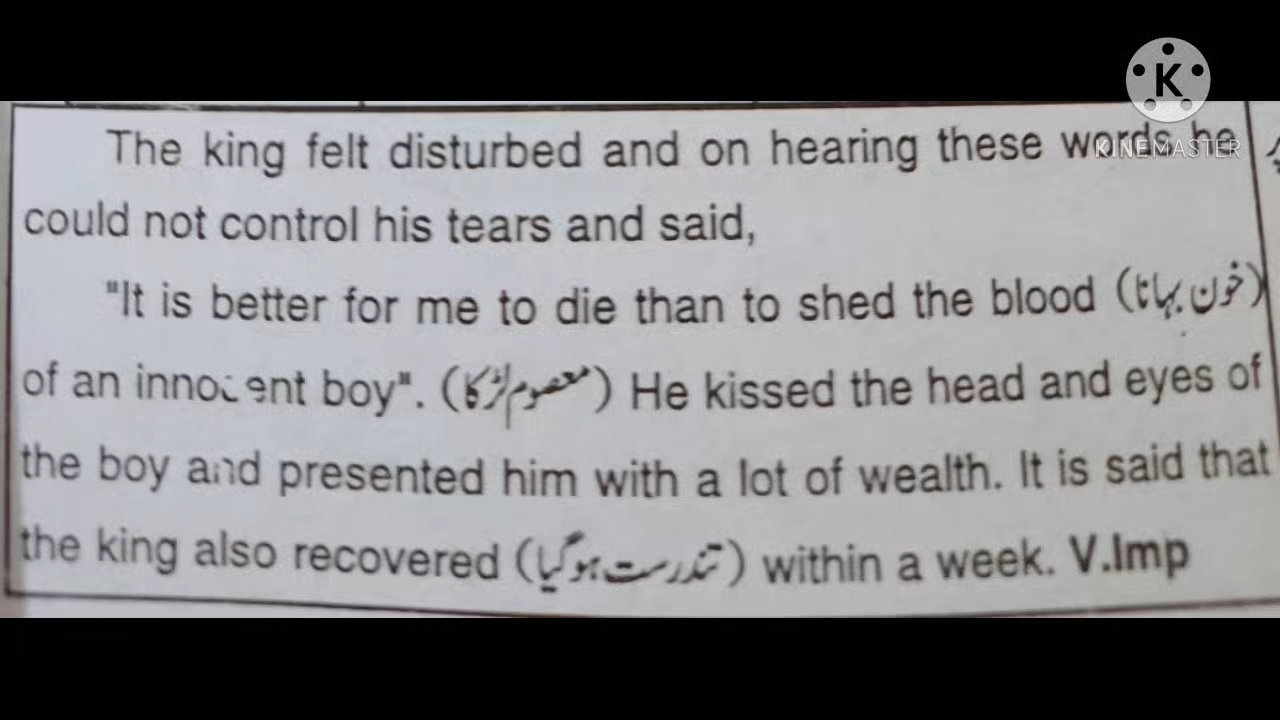 K
KINEMASTER
The king felt disturbed and on hearing these words he
could not control his tears and said,
"It is better for me to die than to shed the blood (خون بہانا)
of an innocent boy". (معصوم لڑکا) He kissed the head and eyes of
the boy and presented him with a lot of wealth. It is said that
the king also recovered (تندرست ہو گیا) within a week. V.Imp